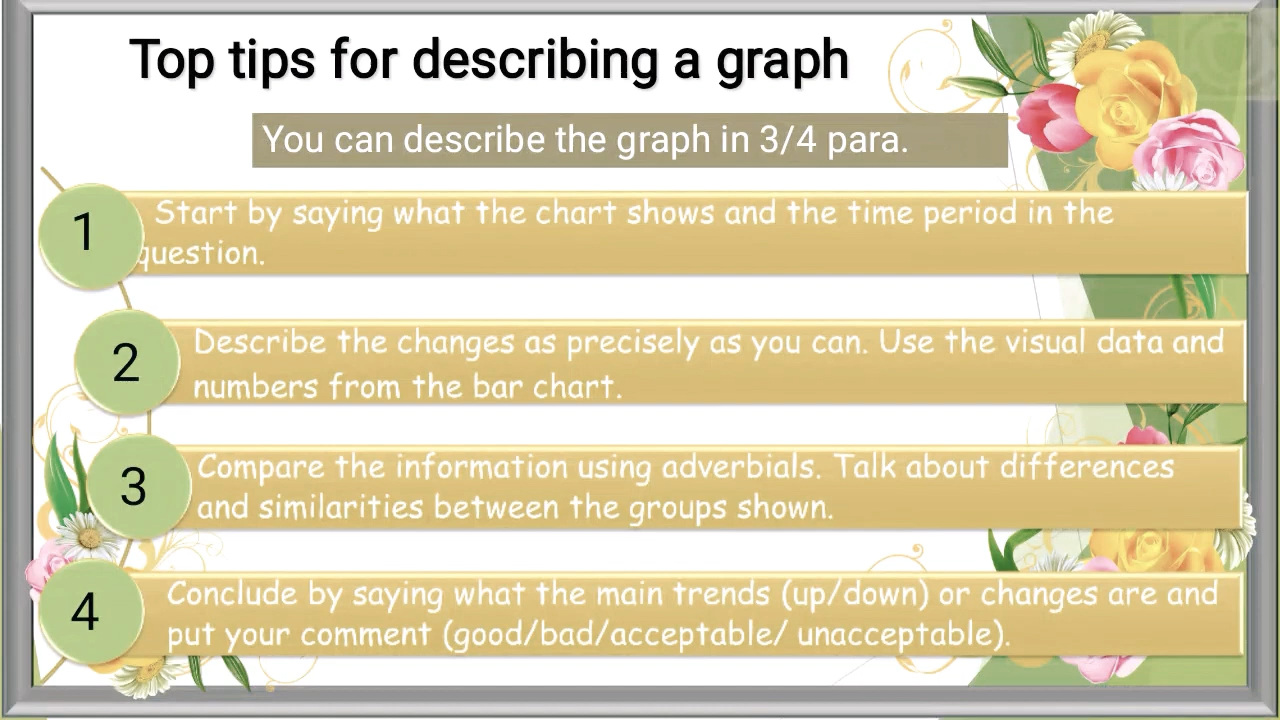 Top tips for describing a graph
You can describe the graph in 3/4 para.
1
Start by saying what the chart shows and the time period in the
question.
2
Describe the changes as precisely as you can. Use the visual data and
numbers from the bar chart.
3
Compare the information using adverbials. Talk about differences
and similarities between the groups shown.
4
Conclude by saying what the main trends (up/down) or changes are and
put your comment (good/bad/acceptable/ unacceptable).